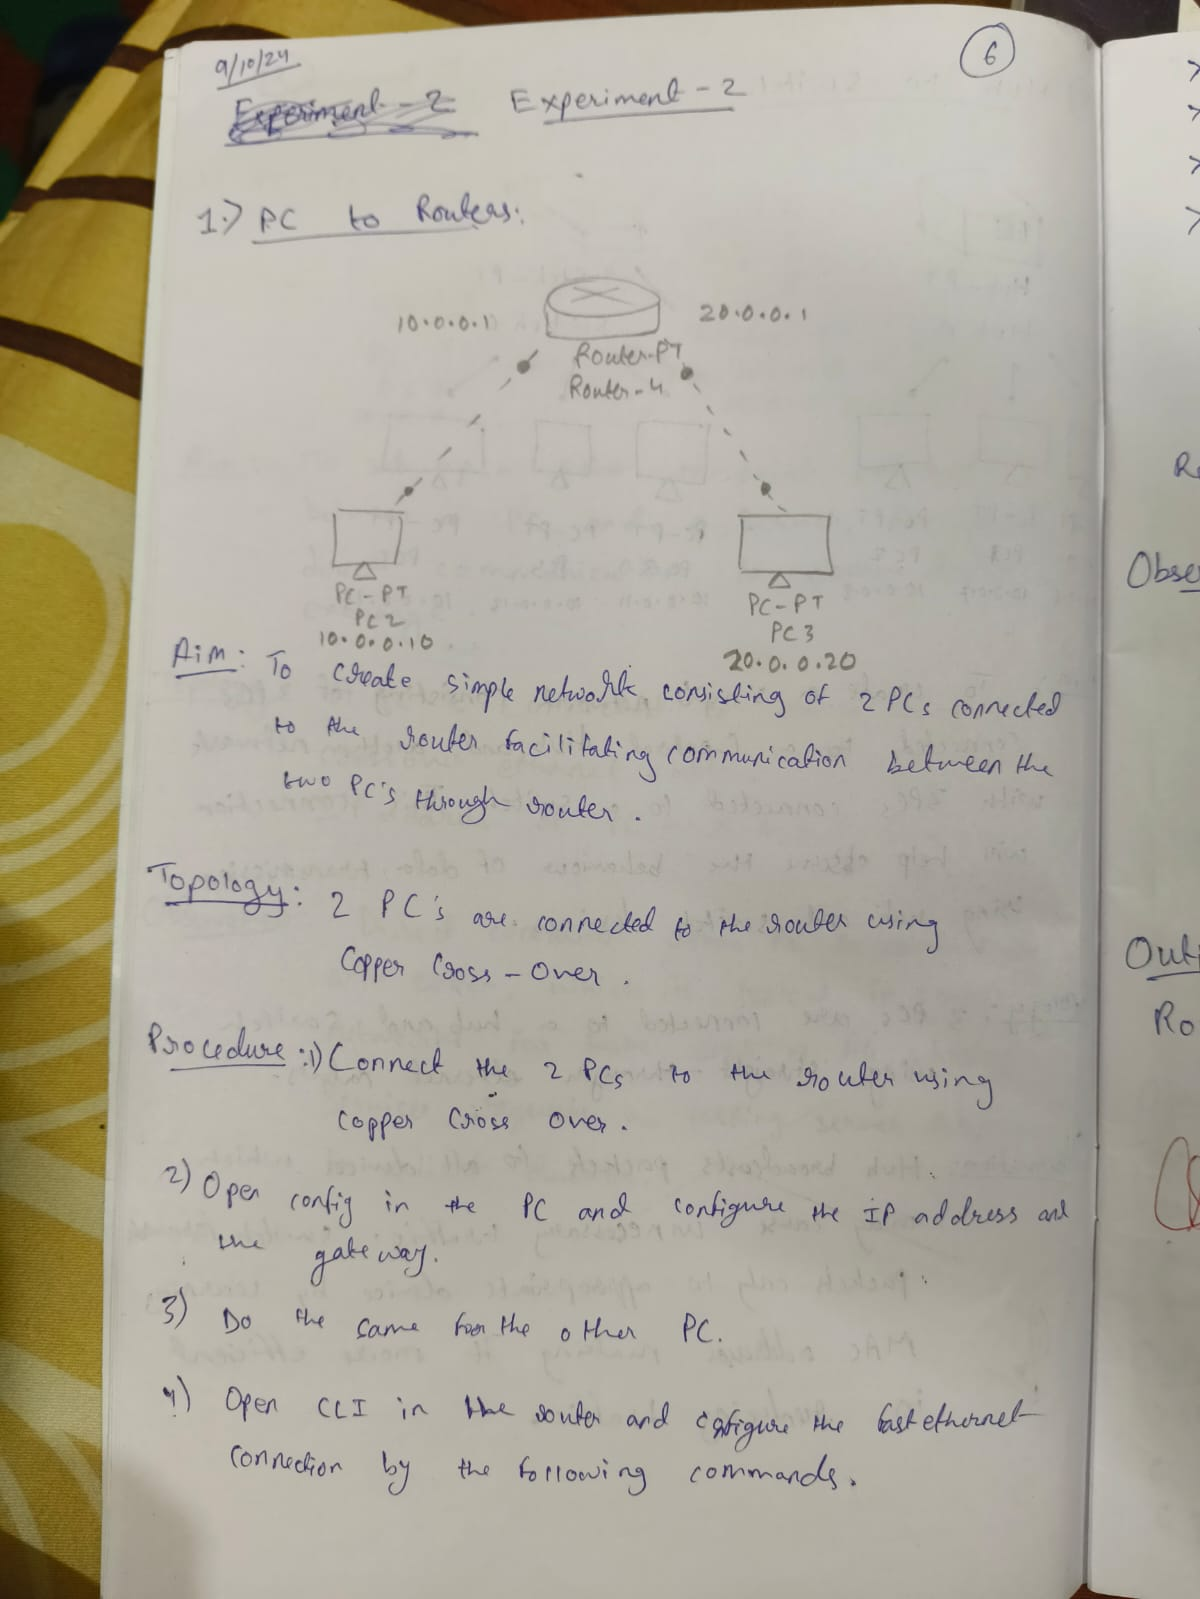 9/10/24
6
Experiment - 2 Experiment - 2
1.) PC to Routers:
10.0.0.1
20.0.0.1
Router-PT
Router-4
PC-PT
PC2
10.0.0.10
PC-PT
PC3
20.0.0.20
Aim: To create simple network consisting of 2 PCs connected
to the router facilitating communication between the
two PC's through router.
Topology: 2 PC's are connected to the router using
Copper Cross-Over.
Procedure :1) Connect the 2 PCs to the router using
Copper Cross Over.
2) Open config in the PC and configure the IP address and
the gateway.
3) Do the same for the other PC.
4) Open CLI in the router and configure the fastethernet
connection by the following commands.
Obse
Out
Ro